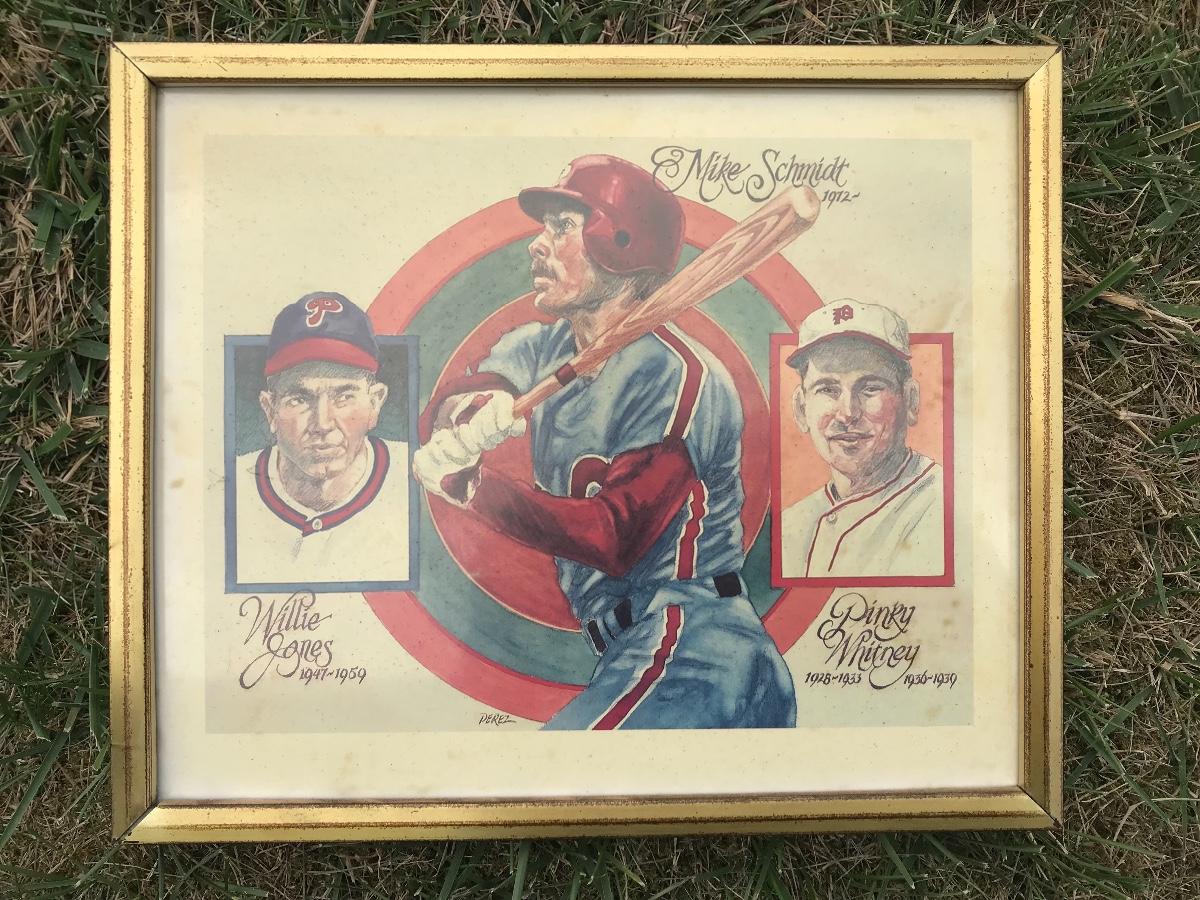 Mike Schmidt
1972~
P
P
Willie
Jones
1947~1959
Pinky
Whitney
1928~1933 1936~1939
PEREZ